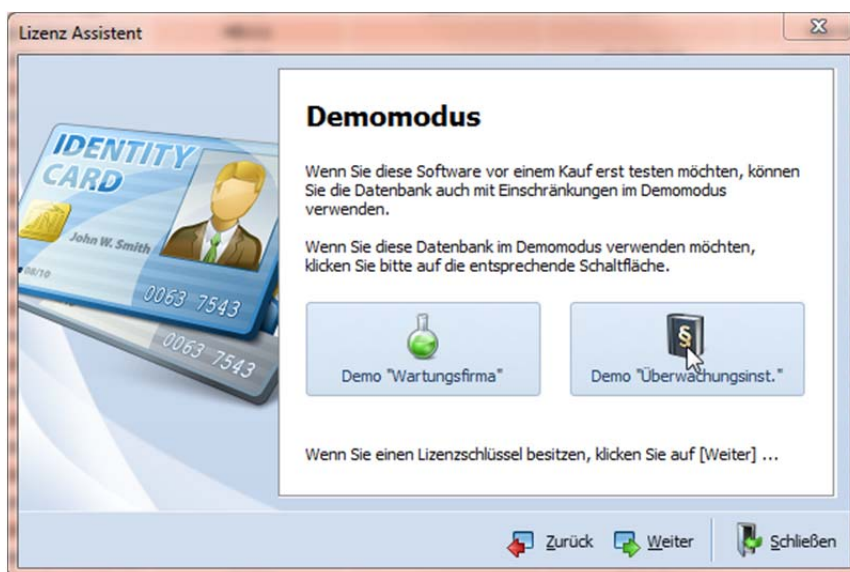 Lizenz Assistent
IDENTITY
CARD
John W. Smith
08/10
0063 7543
0063 7543
Demomodus
Wenn Sie diese Software vor einem Kauf erst testen möchten, können
Sie die Datenbank auch mit Einschränkungen im Demomodus
verwenden.
Wenn Sie diese Datenbank im Demomodus verwenden möchten,
klicken Sie bitte auf die entsprechende Schaltfläche.
§
Demo "Wartungsfirma"
Demo "Überwachungsinst."
Wenn Sie einen Lizenzschlüssel besitzen, klicken Sie auf [Weiter] ...
Zurück
Weiter
Schließen